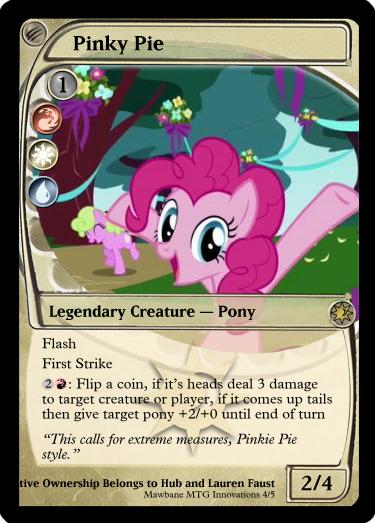 Pinky Pie
1
Legendary Creature — Pony
Flash
First Strike
2: Flip a coin, if it's heads deal 3 damage
to target creature or player, if it comes up tails
then give target pony +2/+0 until end of turn
“This calls for extreme measures, Pinkie Pie
style.”
tive Ownership Belongs to Hub and Lauren Faust
Mawbane MTG Innovations 4/5
2/4